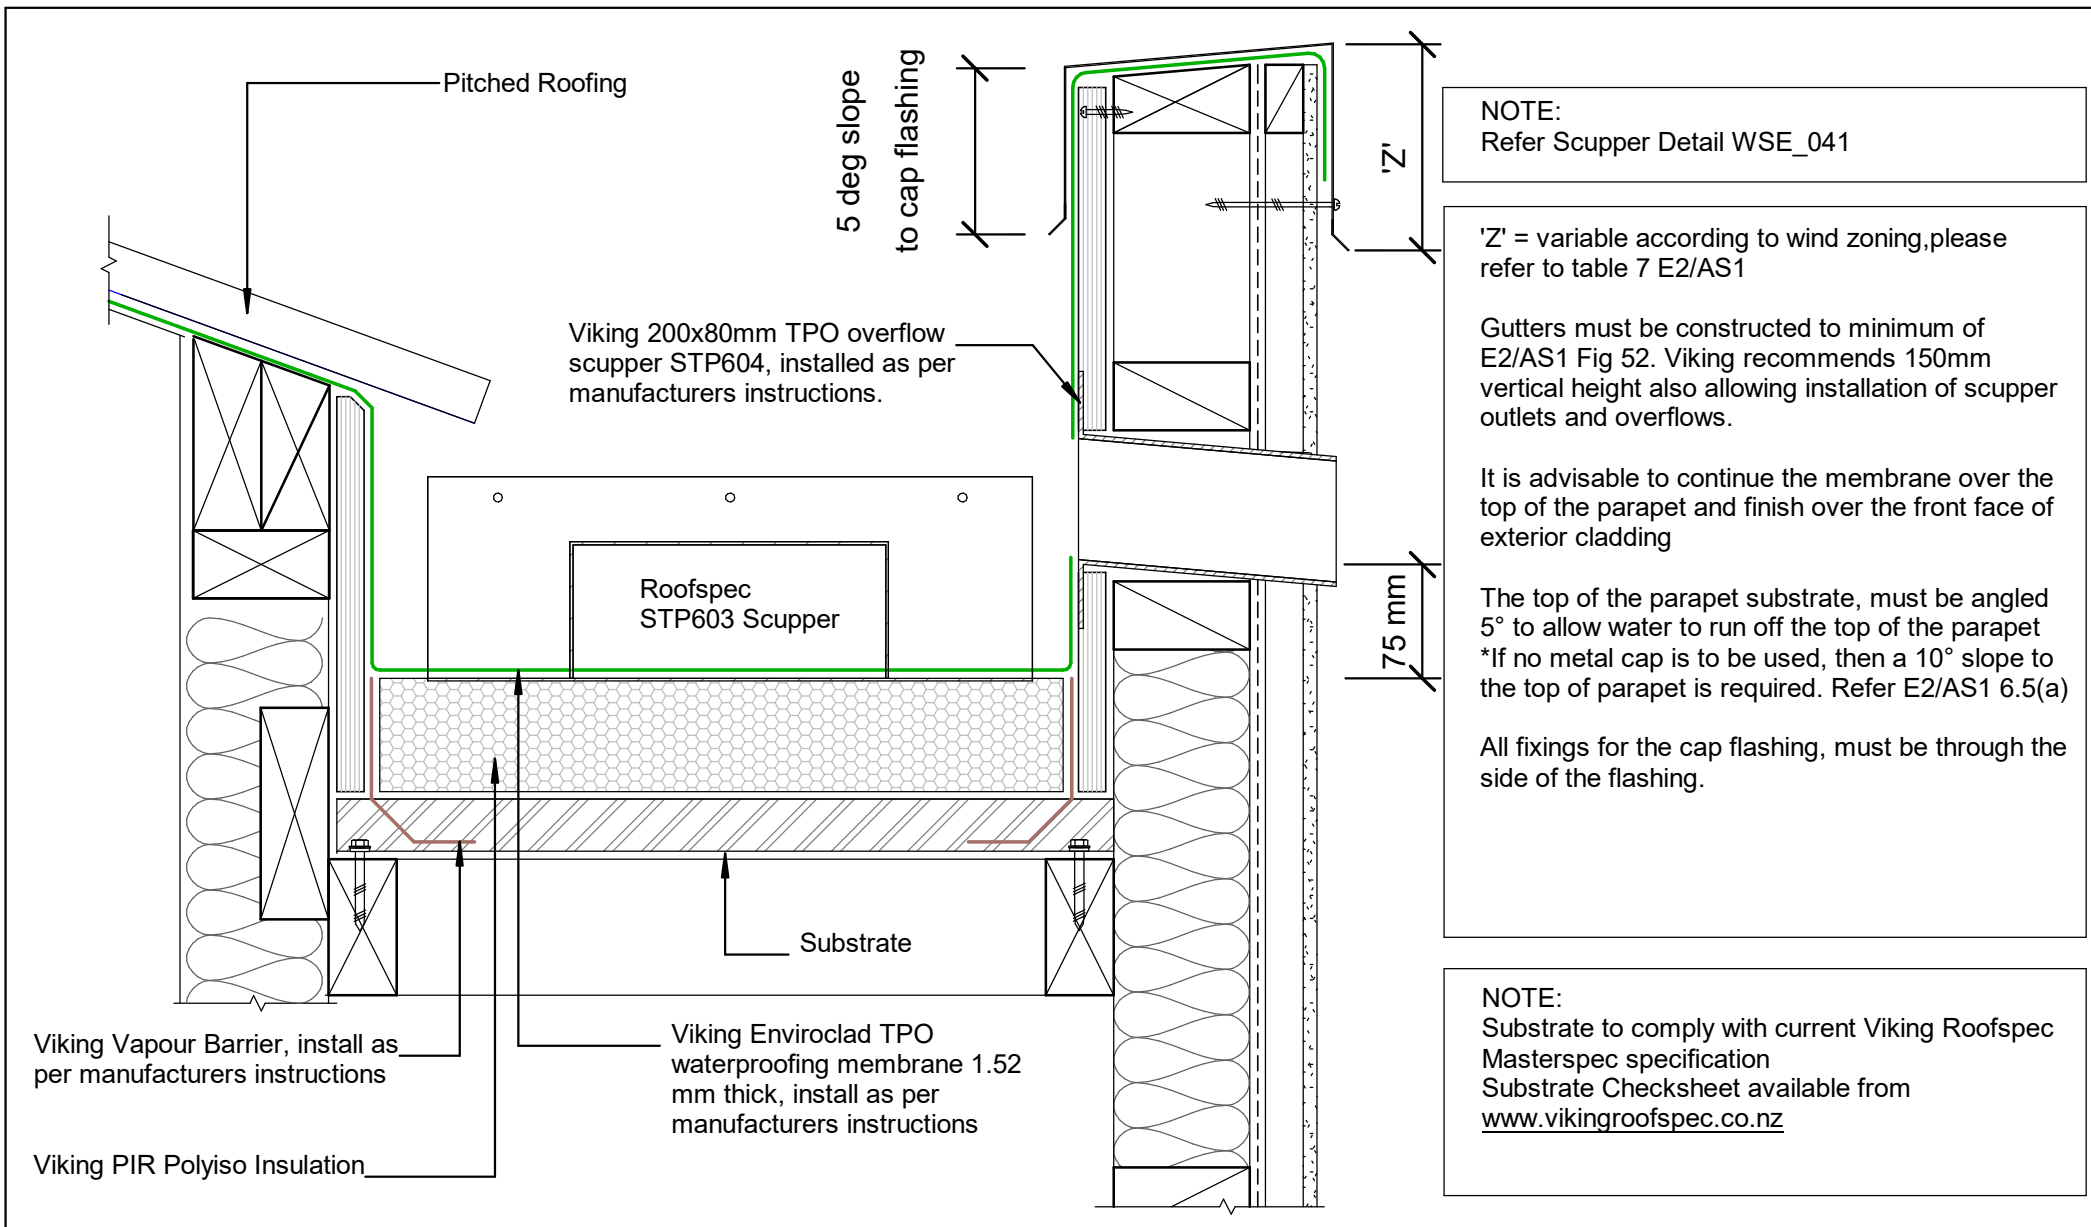 Pitched Roofing
5 deg slope
to cap flashing
'Z'
Viking 200x80mm TPO overflow
scupper STP604, installed as per
manufacturers instructions.
Roofspec
STP603 Scupper
75 mm
Substrate
Viking Vapour Barrier, install as
per manufacturers instructions
Viking PIR Polyiso Insulation
Viking Enviroclad TPO
waterproofing membrane 1.52
mm thick, install as per
manufacturers instructions
NOTE:
Refer Scupper Detail WSE_041
'Z' = variable according to wind zoning,please
refer to table 7 E2/AS1
Gutters must be constructed to minimum of
E2/AS1 Fig 52. Viking recommends 150mm
vertical height also allowing installation of scupper
outlets and overflows.
It is advisable to continue the membrane over the
top of the parapet and finish over the front face of
exterior cladding
The top of the parapet substrate, must be angled
5° to allow water to run off the top of the parapet
*If no metal cap is to be used, then a 10° slope to
the top of parapet is required. Refer E2/AS1 6.5(a)
All fixings for the cap flashing, must be through the
side of the flashing.
NOTE:
Substrate to comply with current Viking Roofspec
Masterspec specification
Substrate Checksheet available from
www.vikingroofspec.co.nz